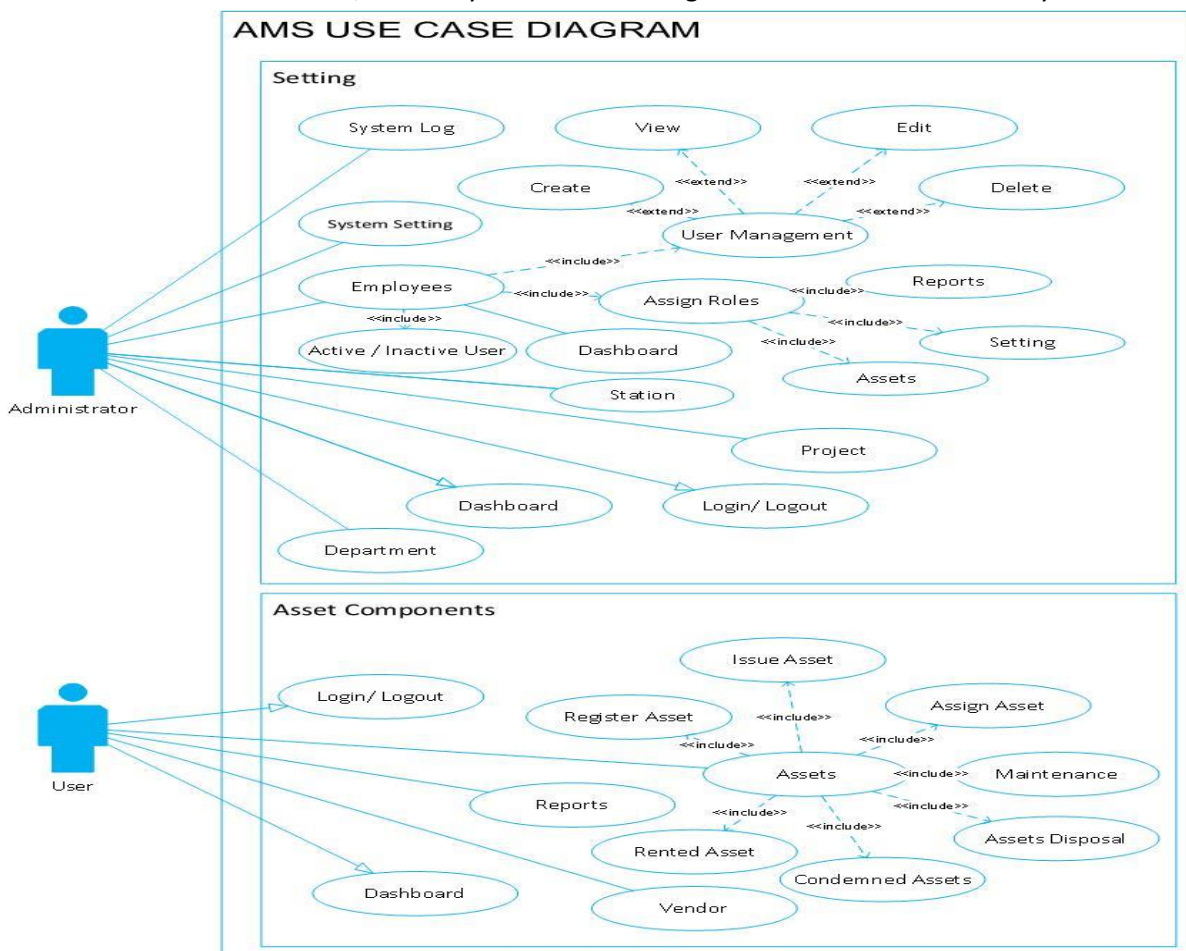 AMS USE CASE DIAGRAM
Setting
System Log
View
Edit
Create
<<extend>>
<<extend>>
Delete
<<extend>>
<<extend>>
System Setting
User Management
<<include>>
Employees
<<include>>
Assign Roles
<<include>>
Reports
<<include>>
<<include>>
Setting
<<include>>
Active / Inactive User
Dashboard
Assets
Station
Administrator
Project
Dashboard
Login/ Logout
Department
Asset Components
Issue Asset
Login/ Logout
Register Asset
<<include>>
Assign Asset
<<include>>
<<include>>
User
Assets
<<include>>
Maintenance
Reports
<<include>>
<<include>>
<<include>>
Rented Asset
Assets Disposal
Condemned Assets
Dashboard
Vendor